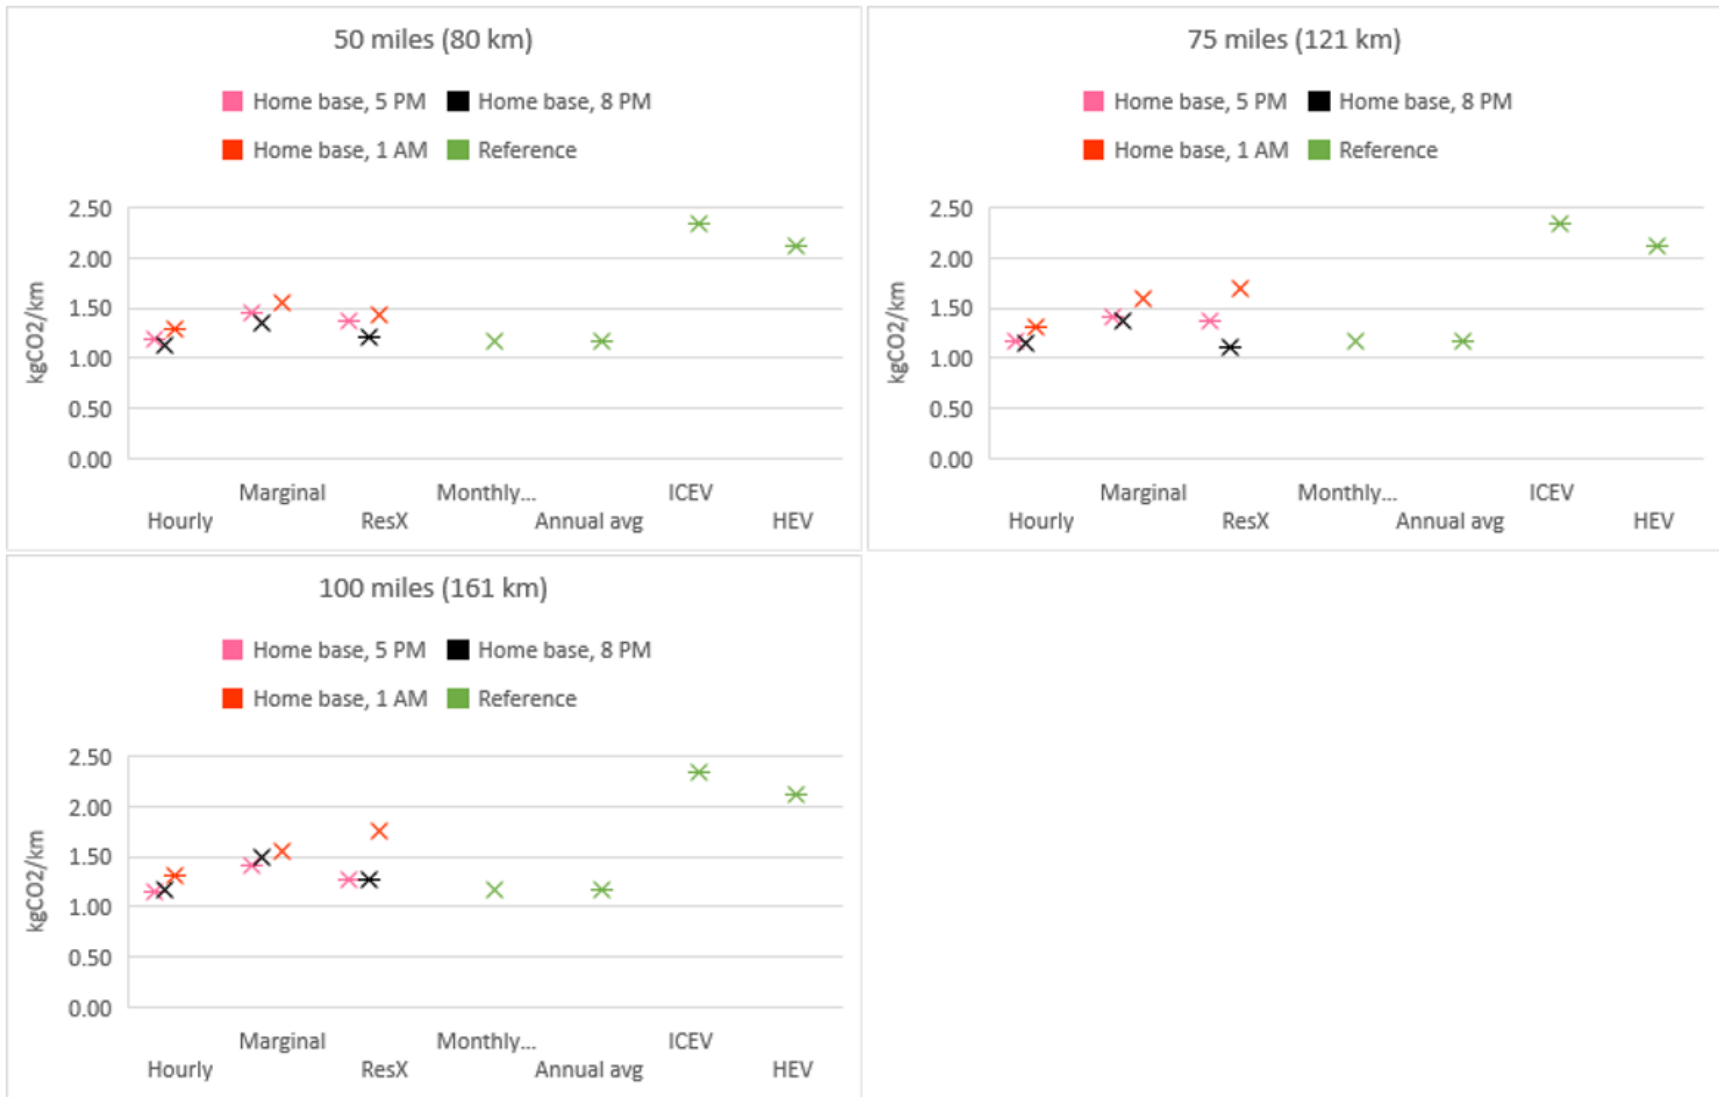 50 miles (80 km)
Home base, 5 PM Home base, 8 PM
Home base, 1 AM Reference
2.50
2.00
1.50
1.00
0.50
0.00
kgCO2/km
Marginal Monthly... ICEV
Hourly ResX Annual avg HEV
75 miles (121 km)
Home base, 5 PM Home base, 8 PM
Home base, 1 AM Reference
2.50
2.00
1.50
1.00
0.50
0.00
kgCO2/km
Marginal Monthly... ICEV
Hourly ResX Annual avg HEV
100 miles (161 km)
Home base, 5 PM Home base, 8 PM
Home base, 1 AM Reference
2.50
2.00
1.50
1.00
0.50
0.00
kgCO2/km
Marginal Monthly... ICEV
Hourly ResX Annual avg HEV